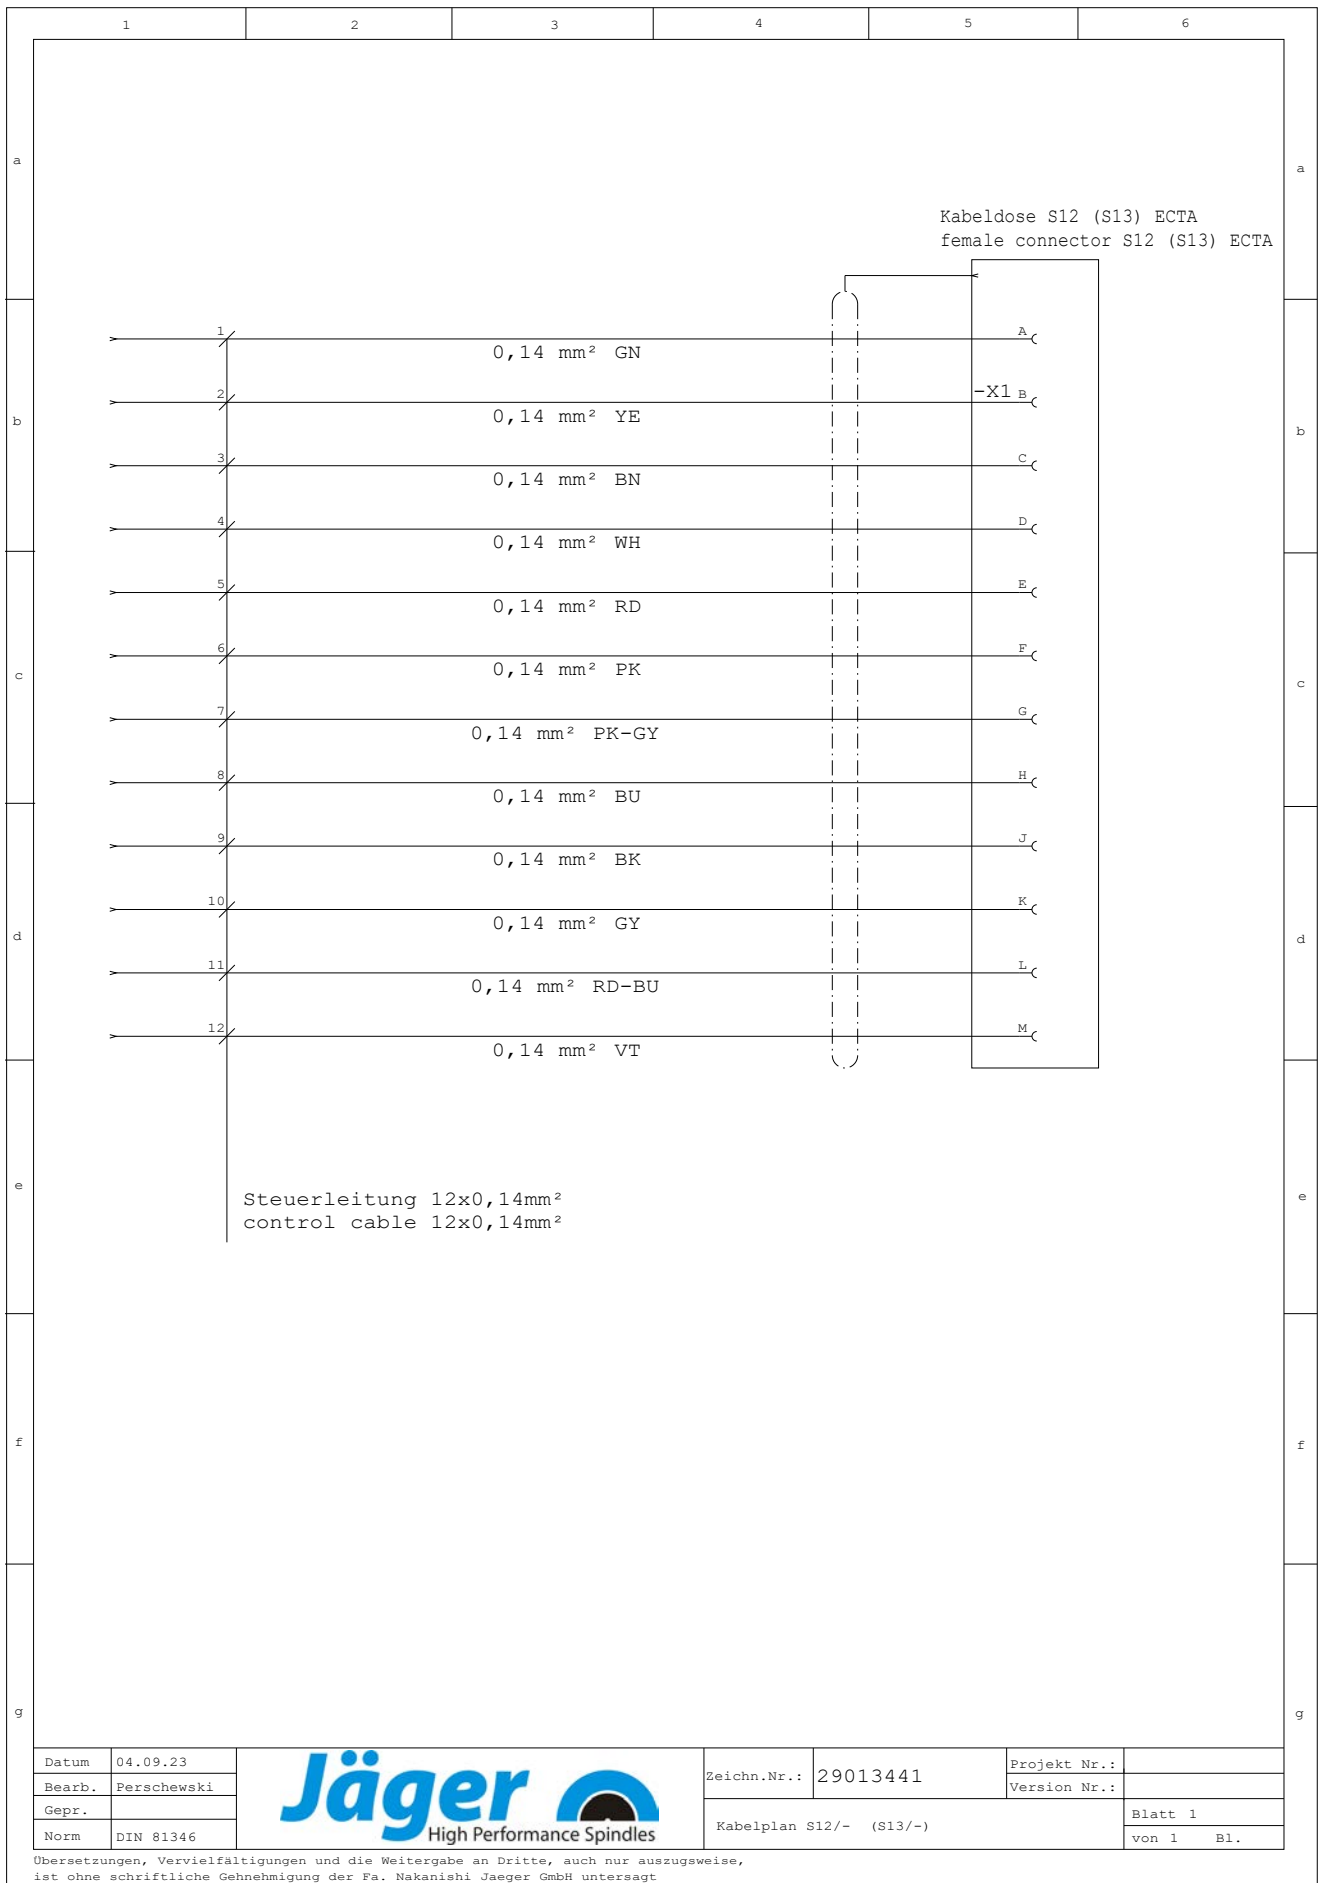 1 2 3 4 5 6
a a
Kabeldose S12 (S13) ECTA
female connector S12 (S13) ECTA
1 A
0,14 mm² GN
-X1
2 B
0,14 mm² YE
b b
3 C
0,14 mm² BN
4 D
0,14 mm² WH
5 E
0,14 mm² RD
6 F
0,14 mm² PK
c c
7 G
0,14 mm² PK-GY
8 H
0,14 mm² BU
9 J
0,14 mm² BK
10 K
0,14 mm² GY
d d
11 L
0,14 mm² RD-BU
12 M
0,14 mm² VT
e e
Steuerleitung 12x0,14mm²
control cable 12x0,14mm²
f f
g g
Datum 04.09.23
Bearb. Perschewski
Gepr.
Norm DIN 81346
Jäger
High Performance Spindles
Zeichn.Nr.: 29013441
Projekt Nr.:
Version Nr.:
Kabelplan S12/- (S13/-)
Blatt 1
von 1 Bl.
Übersetzungen, Vervielfältigungen und die Weitergabe an Dritte, auch nur auszugsweise,
ist ohne schriftliche Gehnehmigung der Fa. Nakanishi Jaeger GmbH untersagt